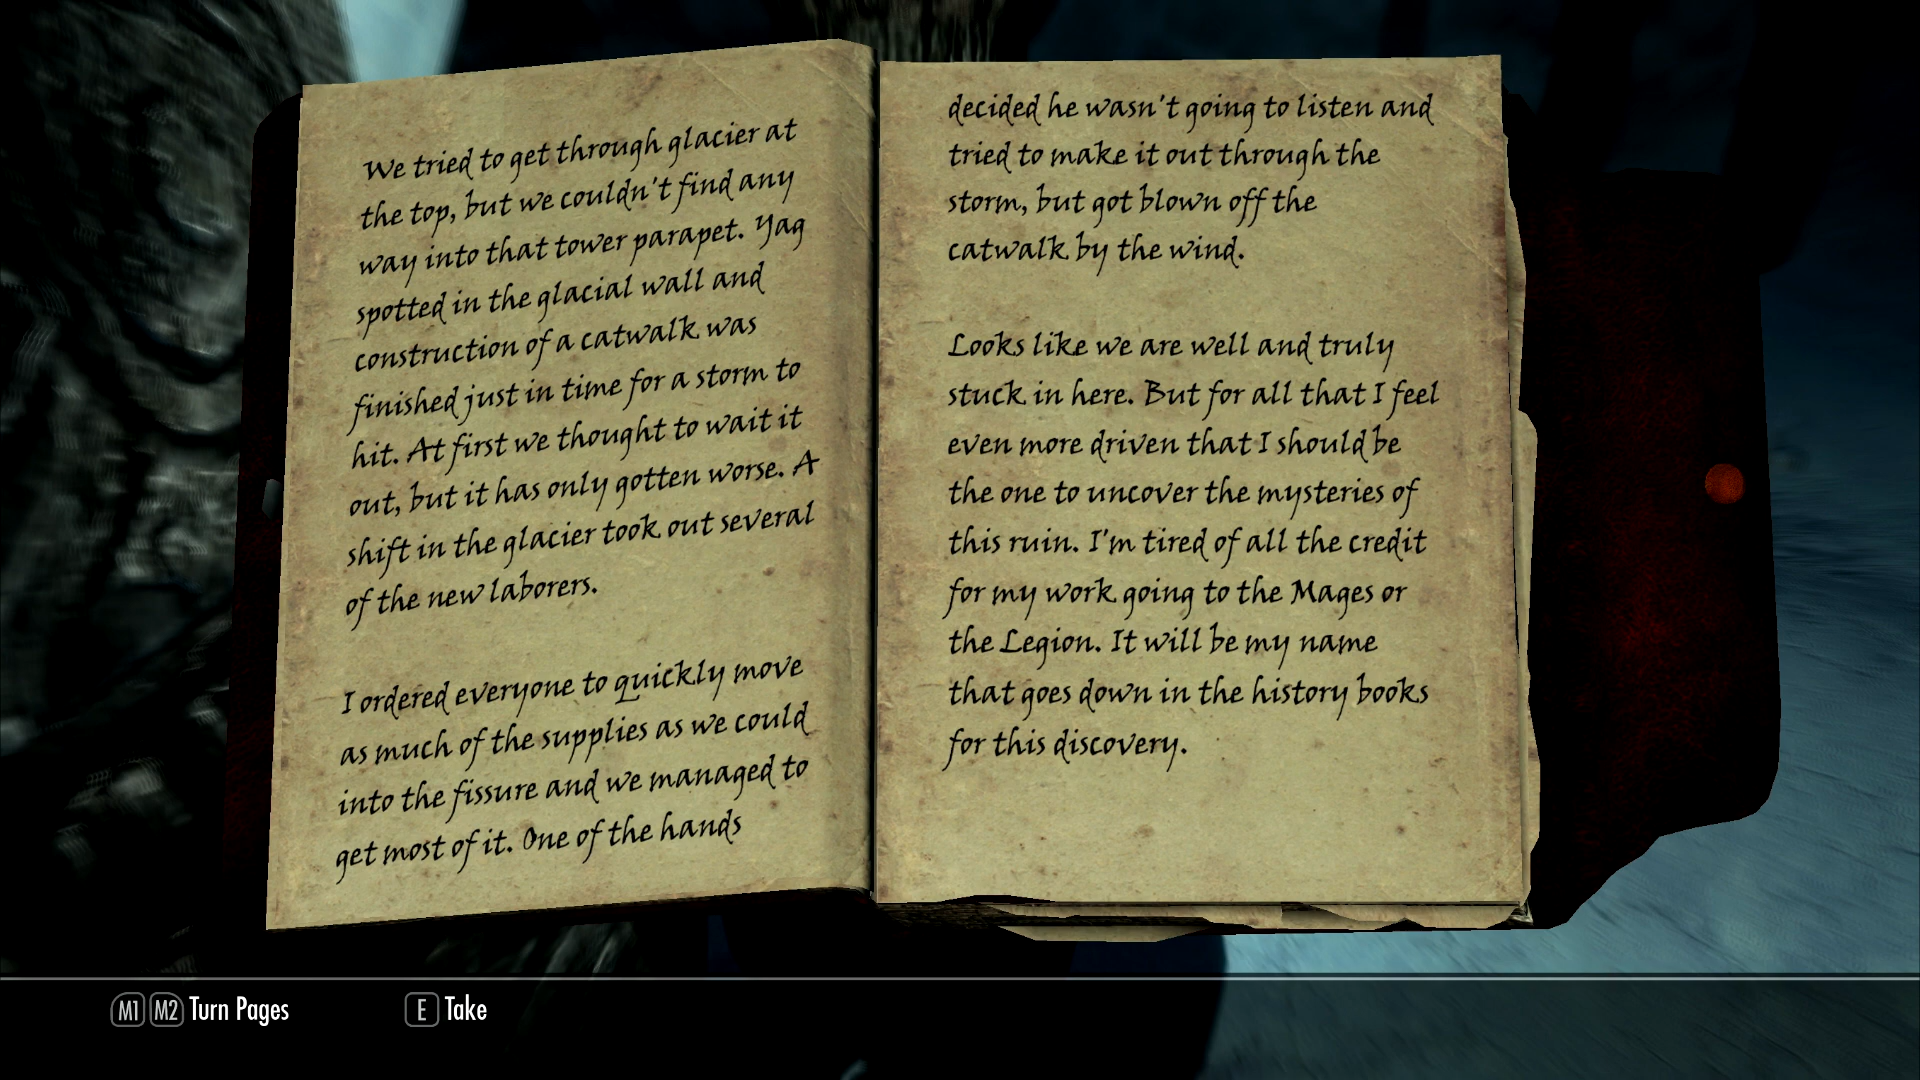 We tried to get through glacier at
the top, but we couldn't find any
way into that tower parapet. Yag
spotted in the glacial wall and
construction of a catwalk was
finished just in time for a storm to
hit. At first we thought to wait it
out, but it has only gotten worse. A
shift in the glacier took out several
of the new laborers.
I ordered everyone to quickly move
as much of the supplies as we could
into the fissure and we managed to
get most of it. One of the hands
decided he wasn't going to listen and
tried to make it out through the
storm, but got blown off the
catwalk by the wind.
Looks like we are well and truly
stuck in here. But for all that I feel
even more driven that I should be
the one to uncover the mysteries of
this ruin. I'm tired of all the credit
for my work going to the Mages or
the Legion. It will be my name
that goes down in the history books
for this discovery.
M1 M2 Turn Pages E Take